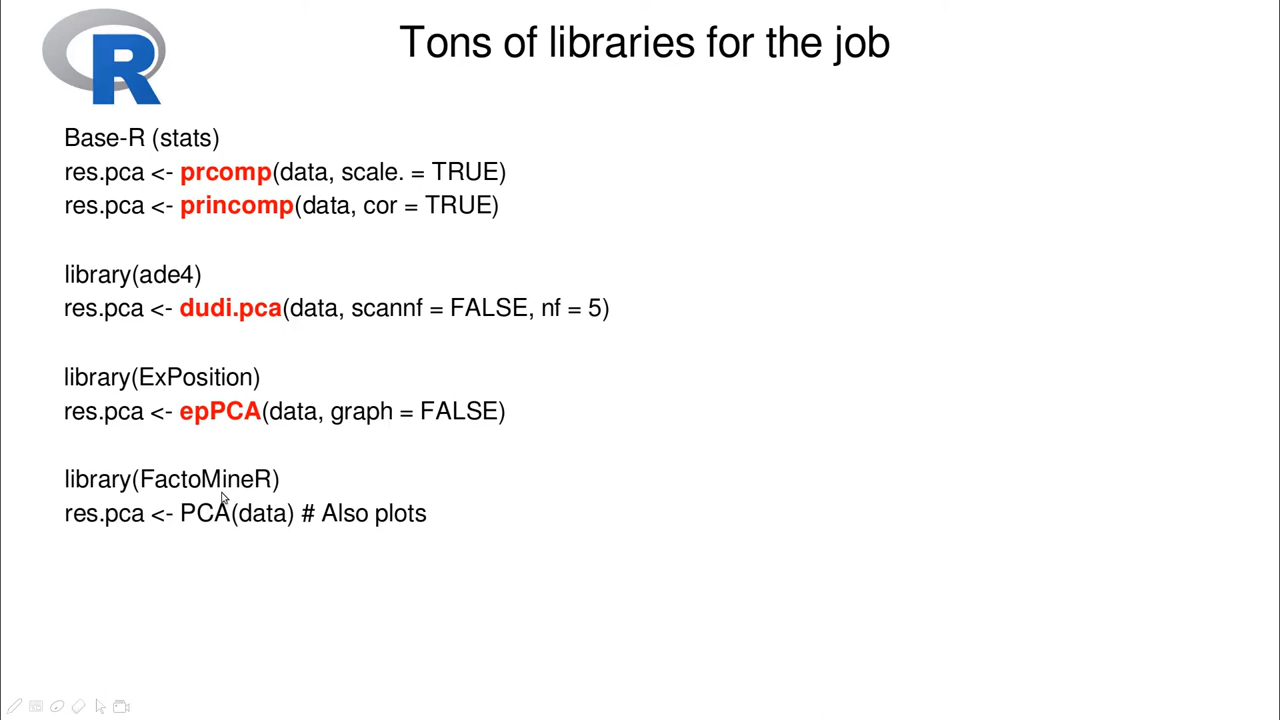 R
Tons of libraries for the job
Base-R (stats)
res.pca <- prcomp(data, scale. = TRUE)
res.pca <- princomp(data, cor = TRUE)
library(ade4)
res.pca <- dudi.pca(data, scannf = FALSE, nf = 5)
library(ExPosition)
res.pca <- epPCA(data, graph = FALSE)
library(FactoMineR)
res.pca <- PCA(data) # Also plots